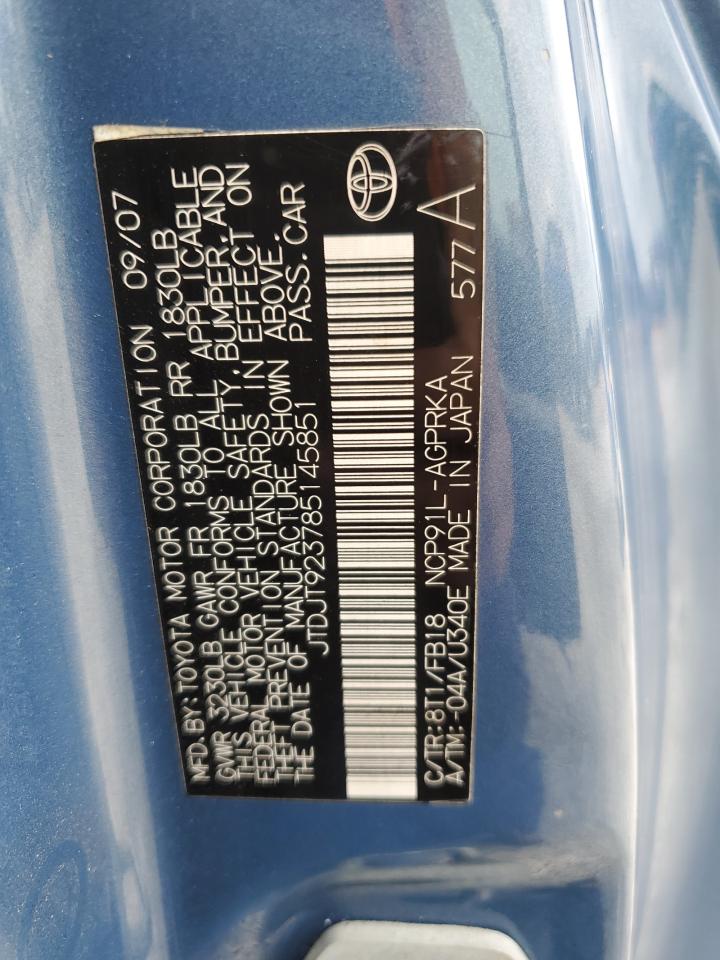 MFD. BY: TOYOTA MOTOR CORPORATION 09/07
GVWR 3230LB GAWR FR 1830LB RR 1830LB
THIS VEHICLE CONFORMS TO ALL APPLICABLE
FEDERAL MOTOR VEHICLE SAFETY, BUMPER, AND
THEFT PREVENTION STANDARDS IN EFFECT ON
THE DATE OF MANUFACTURE SHOWN ABOVE.
JTDJT923785145851 PASS. CAR
C/TR: 8T1/FB18 NCP91L-AGPRKA
A/TM: -04A/U340E MADE IN JAPAN 577 A